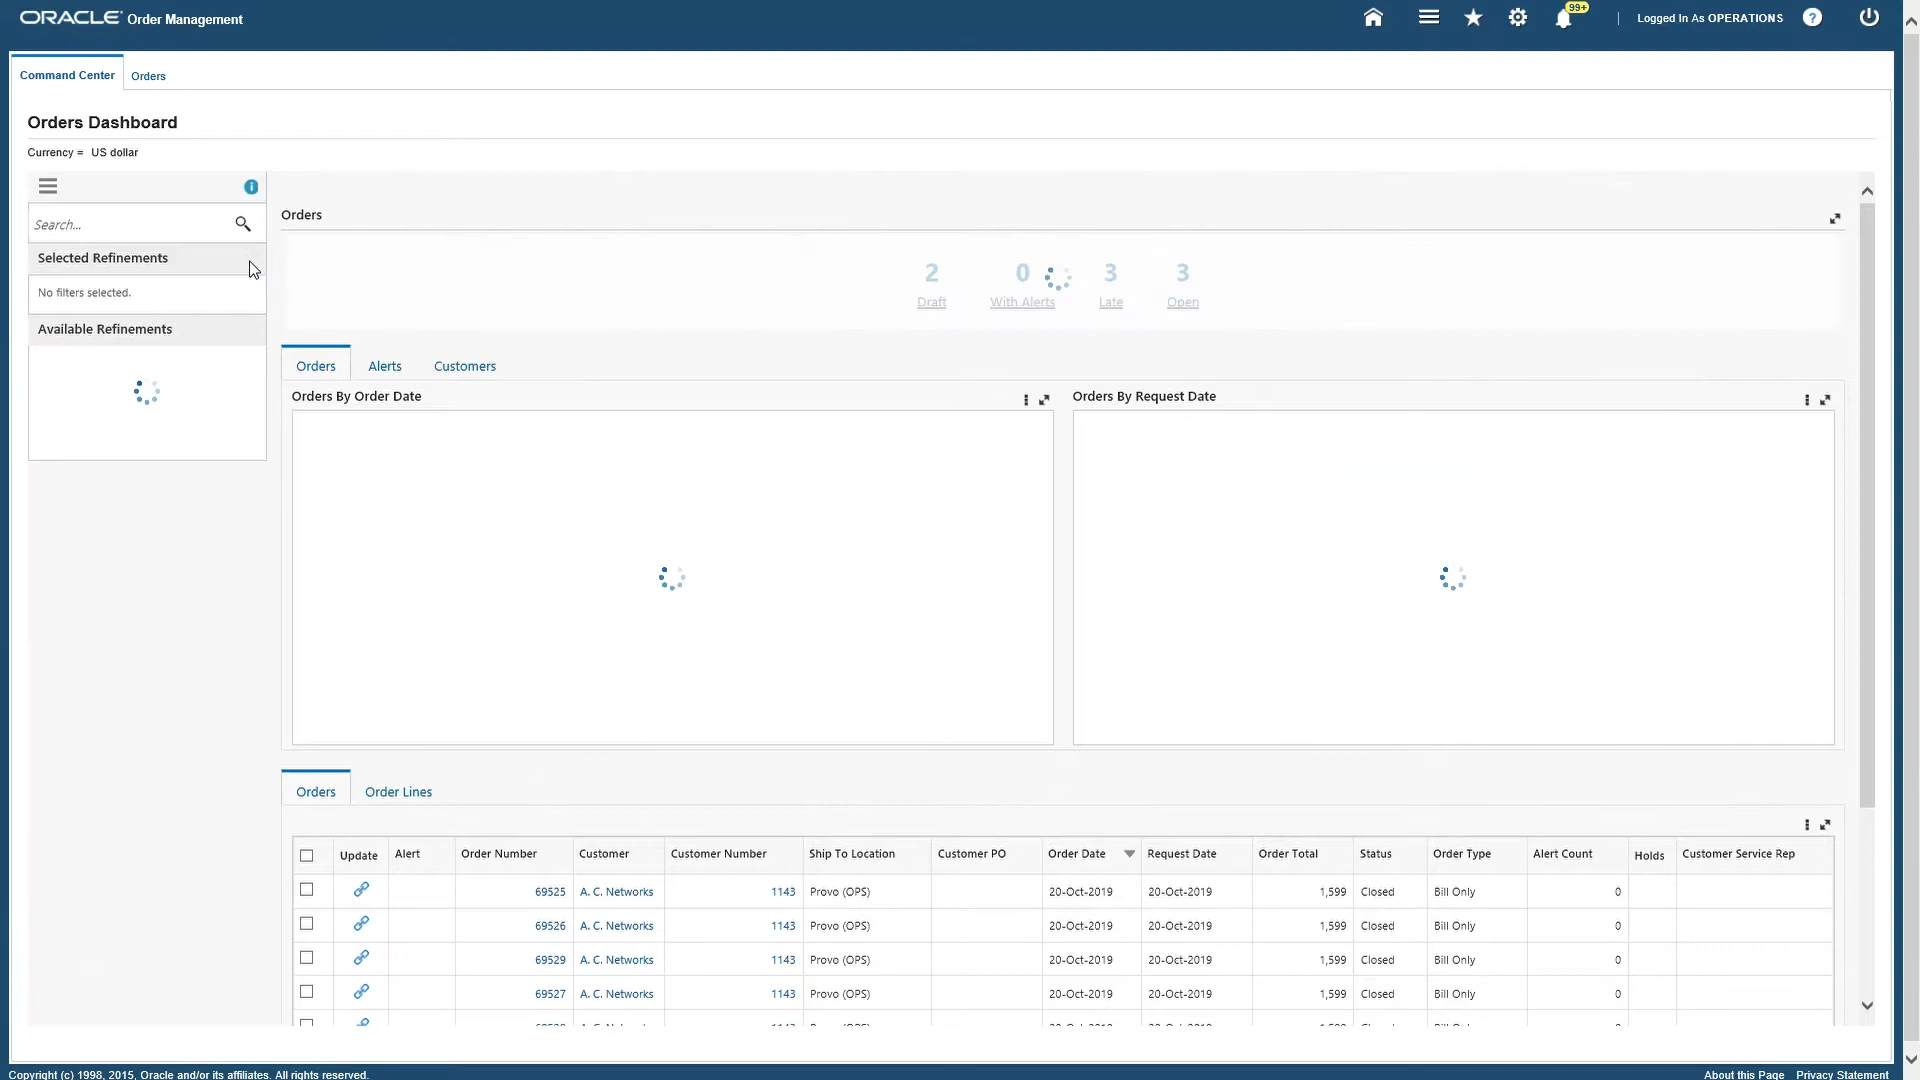 ORACLE Order Management
99+
Logged In As OPERATIONS
?
Command Center
Orders
Orders Dashboard
Currency = US dollar
i
Search...
Selected Refinements
No filters selected.
Available Refinements
Orders
2 0 3 3
Draft With Alerts Late Open
Orders Alerts Customers
Orders By Order Date
Orders By Request Date
Orders Order Lines
Update Alert Order Number Customer Customer Number Ship To Location Customer PO Order Date Request Date Order Total Status Order Type Alert Count Holds Customer Service Rep
69525 A. C. Networks 1143 Provo (OPS) 20-Oct-2019 20-Oct-2019 1,599 Closed Bill Only 0
69526 A. C. Networks 1143 Provo (OPS) 20-Oct-2019 20-Oct-2019 1,599 Closed Bill Only 0
69529 A. C. Networks 1143 Provo (OPS) 20-Oct-2019 20-Oct-2019 1,599 Closed Bill Only 0
69527 A. C. Networks 1143 Provo (OPS) 20-Oct-2019 20-Oct-2019 1,599 Closed Bill Only 0
Copyright (c) 1998, 2015, Oracle and/or its affiliates. All rights reserved.
About this Page Privacy Statement